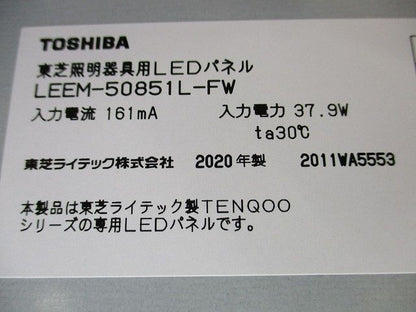 TOSHIBA
東芝照明器具用LEDパネル
LEEM-50851L-FW
入力電流 161mA 入力電力 37.9W
ta30℃
東芝ライテック株式会社 2020年製 2011WA5553
本製品は東芝ライテック製TENQOO
シリーズの専用LEDパネルです。